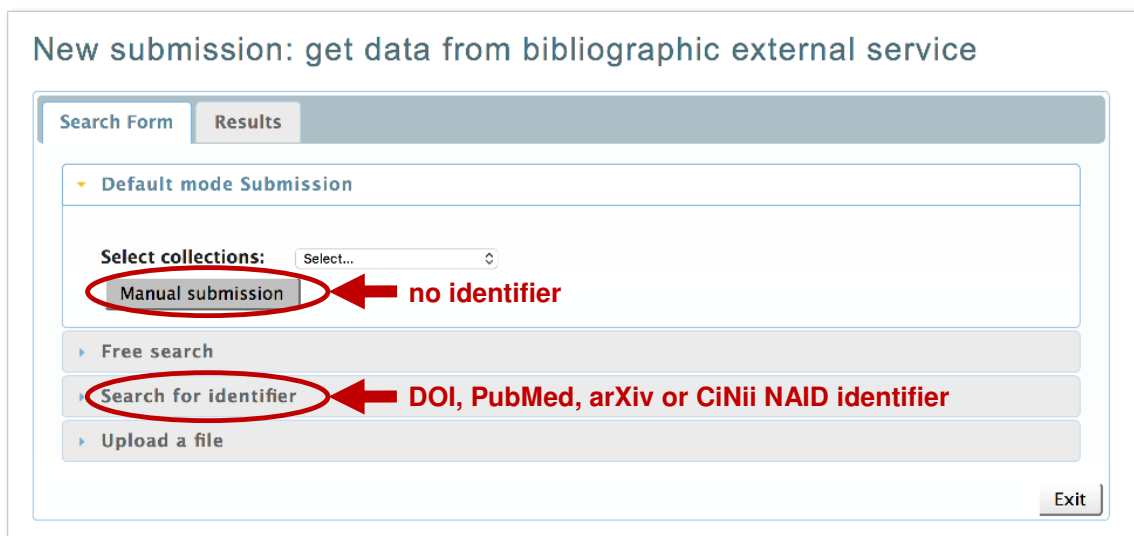 New submission: get data from bibliographic external service
Search Form Results
Default mode Submission
Select collections: Select...
Manual submission no identifier
Free search
Search for identifier DOI, PubMed, arXiv or CiNii NAID identifier
Upload a file
Exit